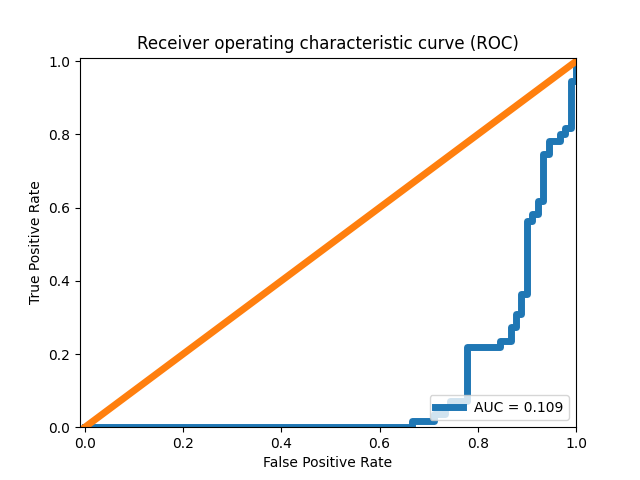 Receiver operating characteristic curve (ROC)
1.0
0.8
0.6
0.4
0.2
0.0
True Positive Rate
AUC = 0.109
0.0 0.2 0.4 0.6 0.8 1.0
False Positive Rate